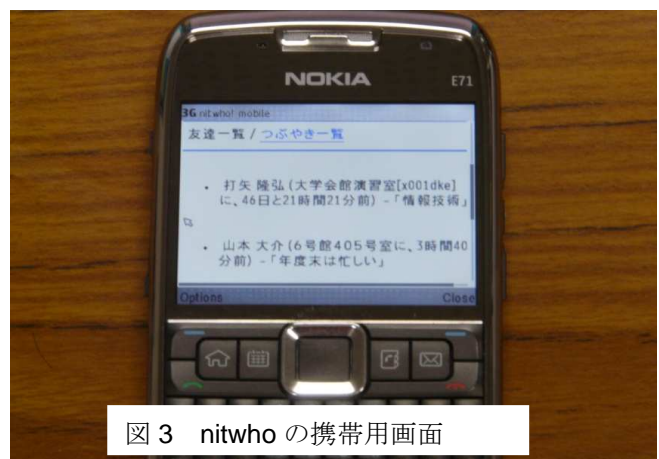 NOKIA
E71
3G nit who! mobile
友達一覧 / つぶやき一覧
・ 打矢 隆弘 (大学会館演習室[x001dke]
に、46日と21時間21分前) -「情報技術」
・ 山本 大介 (6号館405号室に、3時間40
分前) -「年度末は忙しい」
Options
Close
図 3 nitwho の携帯用画面